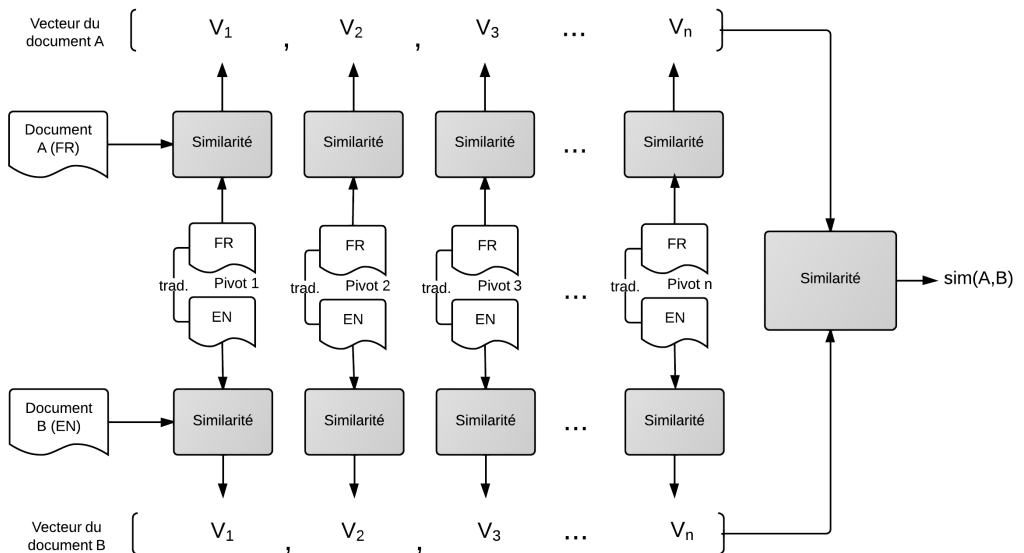 Vecteur du
document A
V1 , V2 , V3 ... Vn
Document
A (FR)
Similarité Similarité Similarité ... Similarité
FR FR FR FR
trad. Pivot 1 trad. Pivot 2 trad. Pivot 3 ... trad. Pivot n
EN EN EN EN
Similarité
sim(A,B)
Document
B (EN)
Similarité Similarité Similarité ... Similarité
Vecteur du
document B
V1 , V2 , V3 ... Vn